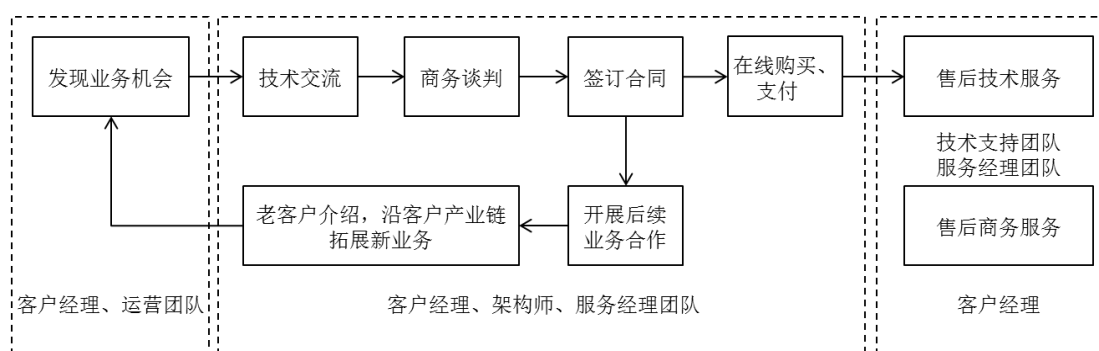 发现业务机会
技术交流
商务谈判
签订合同
在线购买、
支付
售后技术服务
技术支持团队
服务经理团队
老客户介绍，沿客户产业链
拓展新业务
开展后续
业务合作
售后商务服务
客户经理、运营团队
客户经理、架构师、服务经理团队
客户经理